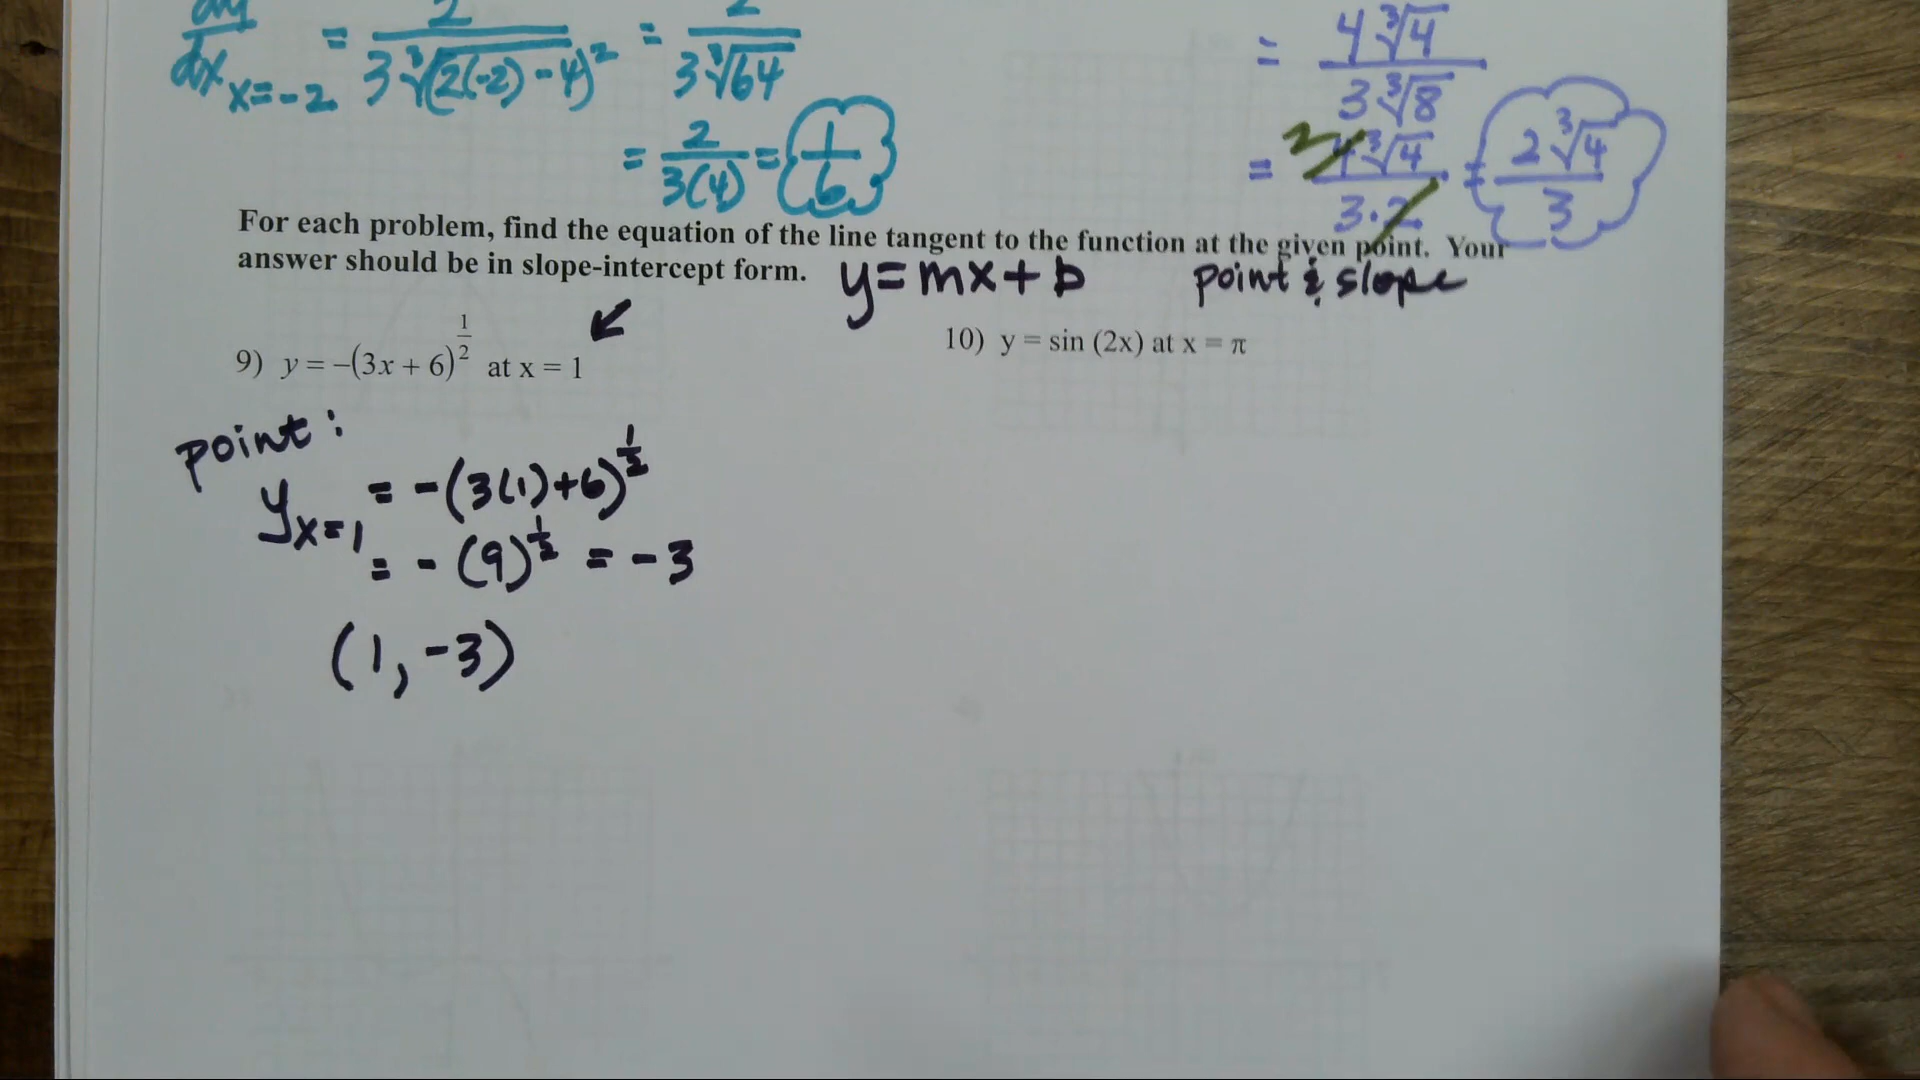 dy/dx x=-2 = 2/(3∛(2(-2)-4)²) = 2/(3∛64)
= 2/(3(4)) = 1/6
= 4∛4/(3∛8)
= 2 4∛4/(3·2) = 2∛4/3
For each problem, find the equation of the line tangent to the function at the given point. Your
answer should be in slope-intercept form. y=mx+b point & slope
9) y = −(3x + 6)^(1/2) at x = 1
10) y = sin (2x) at x = π
point:
y x=1 = -(3(1)+6)^(1/2)
= -(9)^(1/2) = -3
(1,-3)